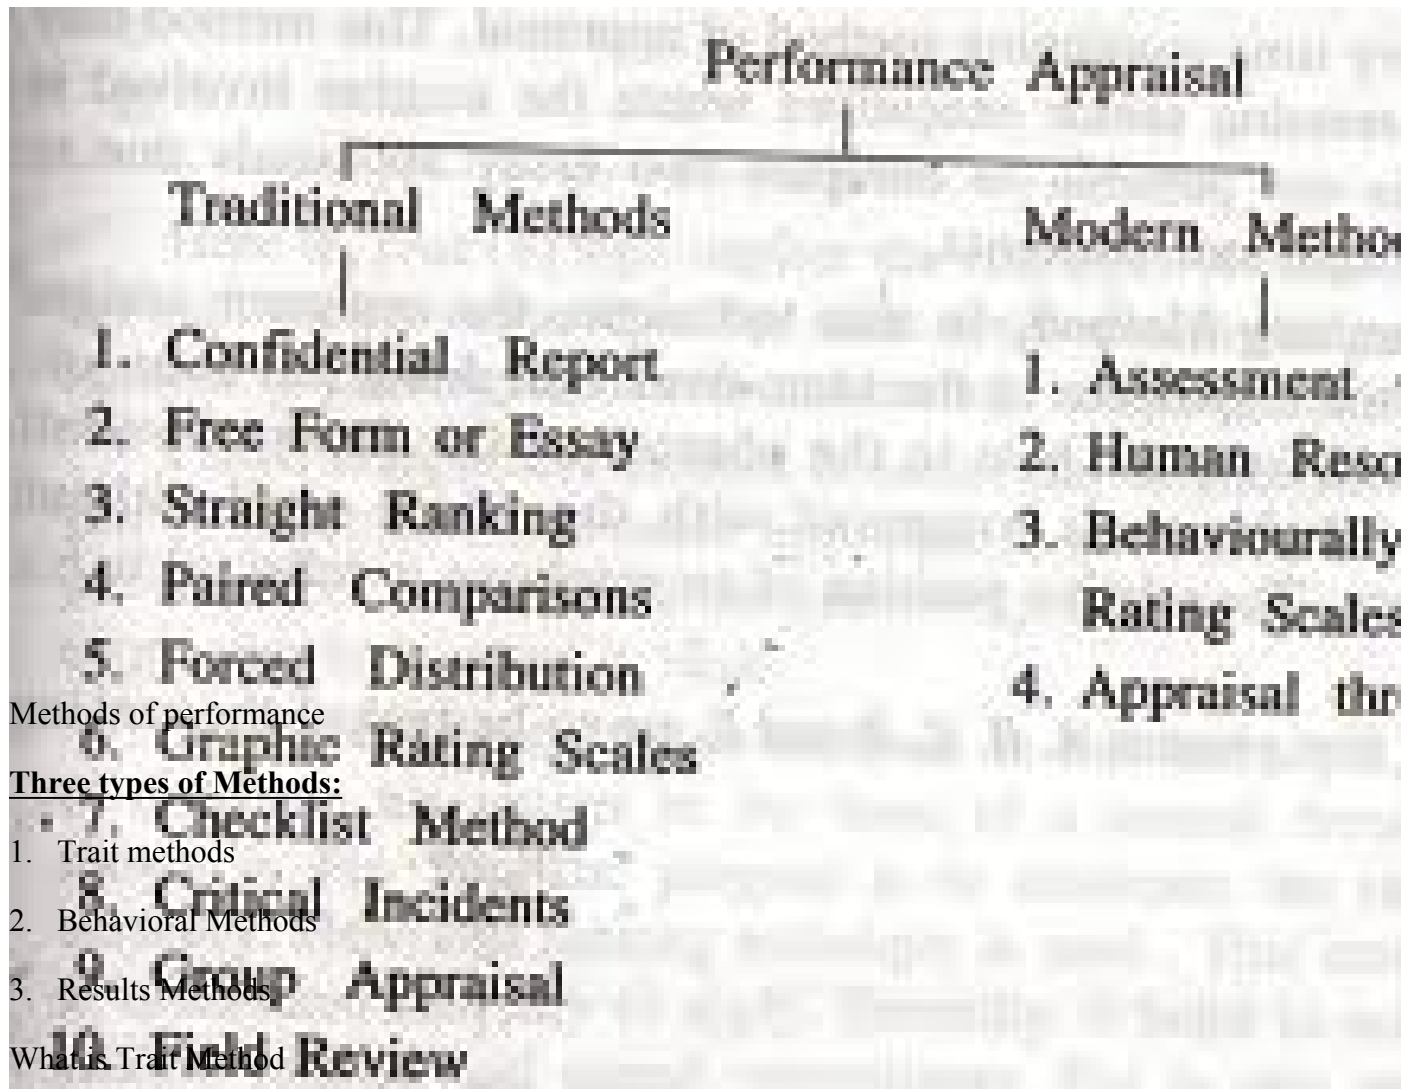 Performance Appraisal
Traditional Methods
1. Confidential Report
2. Free Form or Essay
3. Straight Ranking
4. Paired Comparisons
5. Forced Distribution
6. Graphic Rating Scales
7. Checklist Method
8. Critical Incidents
9. Group Appraisal
10. Field Review
Modern Metho
1. Assessment
2. Human Reso
3. Behaviourally
Rating Scales
4. Appraisal thr
Methods of performance
Three types of Methods:
1. Trait methods
2. Behavioral Methods
3. Results Methods
What is Trait Method